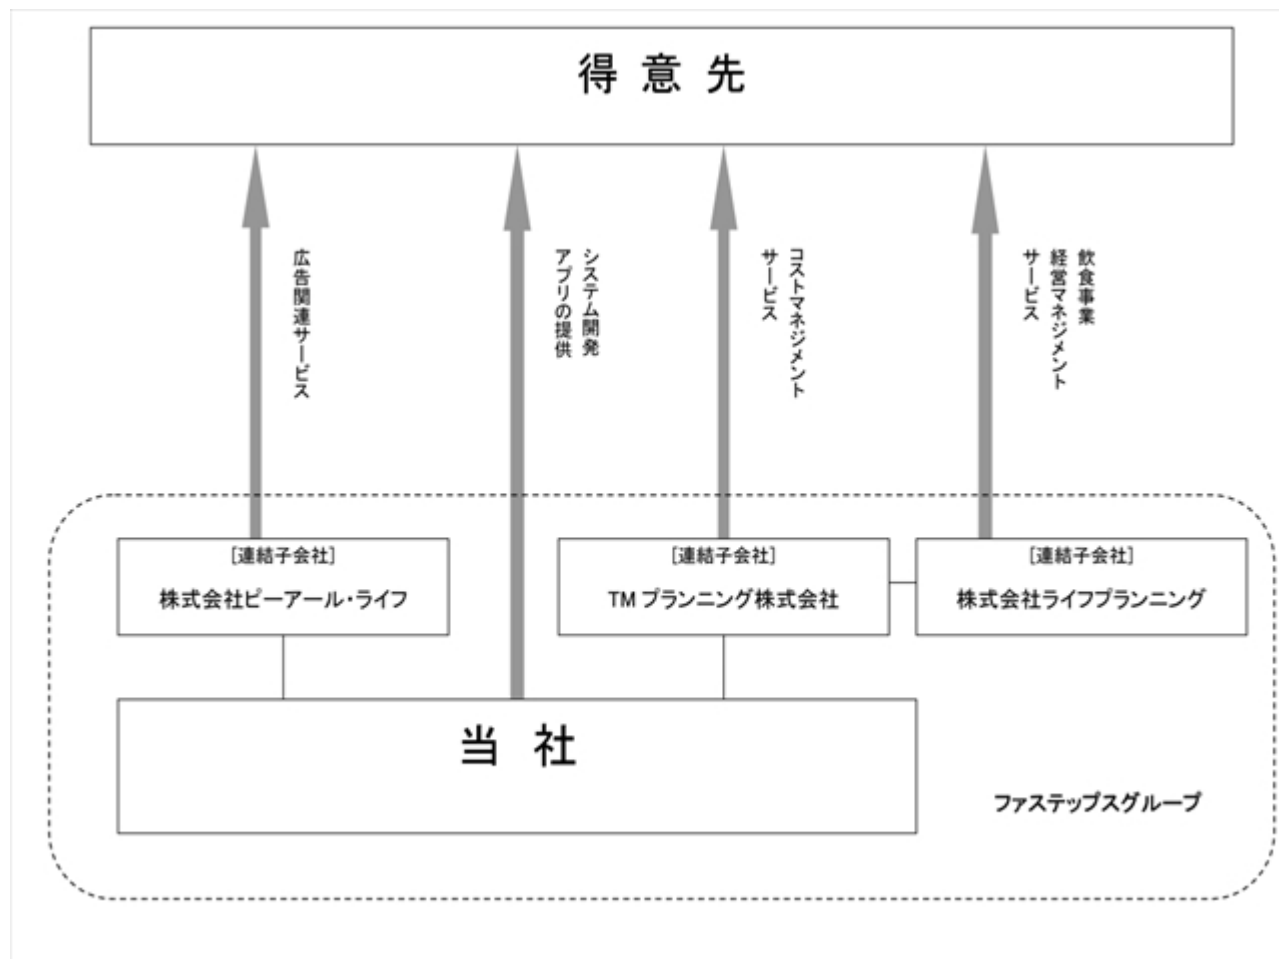 得意先
広告関連サービス
システム開発
アプリの提供
コストマネジメント
サービス
飲食事業
経営マネジメント
サービス
[連結子会社]
株式会社ピーアール・ライフ
[連結子会社]
TMプランニング株式会社
[連結子会社]
株式会社ライフプランニング
当社
ファステップスグループ